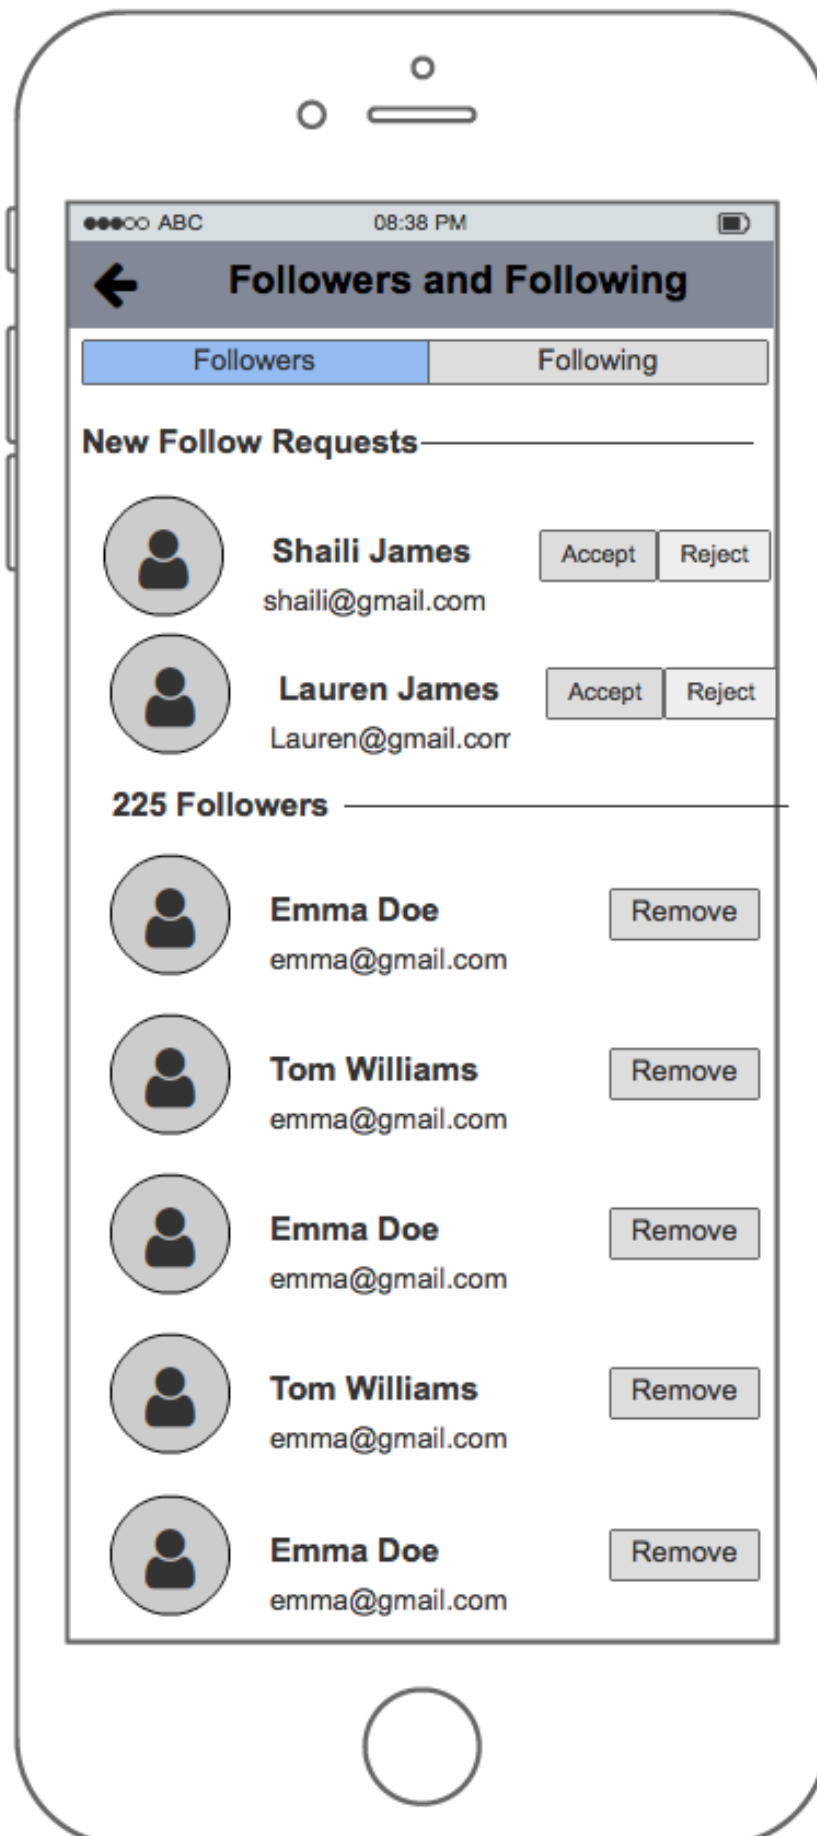 ABC 08:38 PM
Followers and Following
Followers Following
New Follow Requests
Shaili James Accept Reject
shaili@gmail.com
Lauren James Accept Reject
Lauren@gmail.com
225 Followers
Emma Doe Remove
emma@gmail.com
Tom Williams Remove
emma@gmail.com
Emma Doe Remove
emma@gmail.com
Tom Williams Remove
emma@gmail.com
Emma Doe Remove
emma@gmail.com